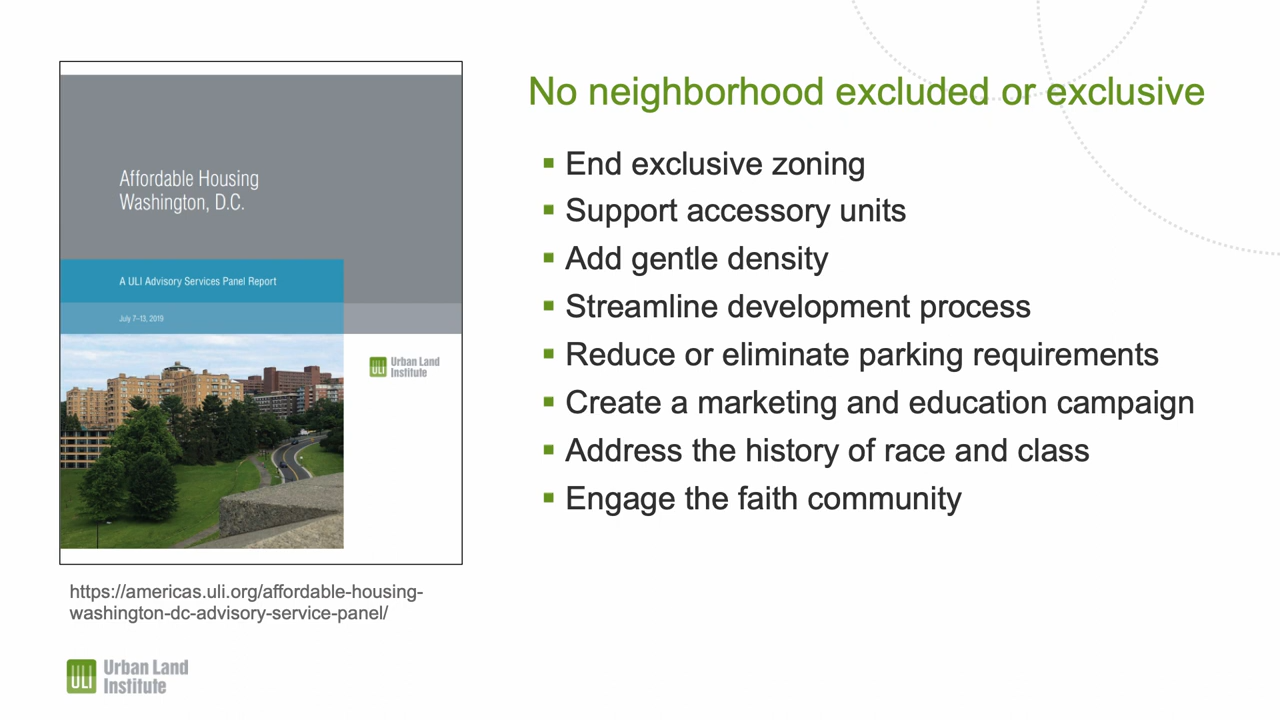 Affordable Housing
Washington, D.C.
A ULI Advisory Services Panel Report
July 7–13, 2019
ULI Urban Land
Institute
https://americas.uli.org/affordable-housing-
washington-dc-advisory-service-panel/
ULI Urban Land
Institute
No neighborhood excluded or exclusive
▪ End exclusive zoning
▪ Support accessory units
▪ Add gentle density
▪ Streamline development process
▪ Reduce or eliminate parking requirements
▪ Create a marketing and education campaign
▪ Address the history of race and class
▪ Engage the faith community